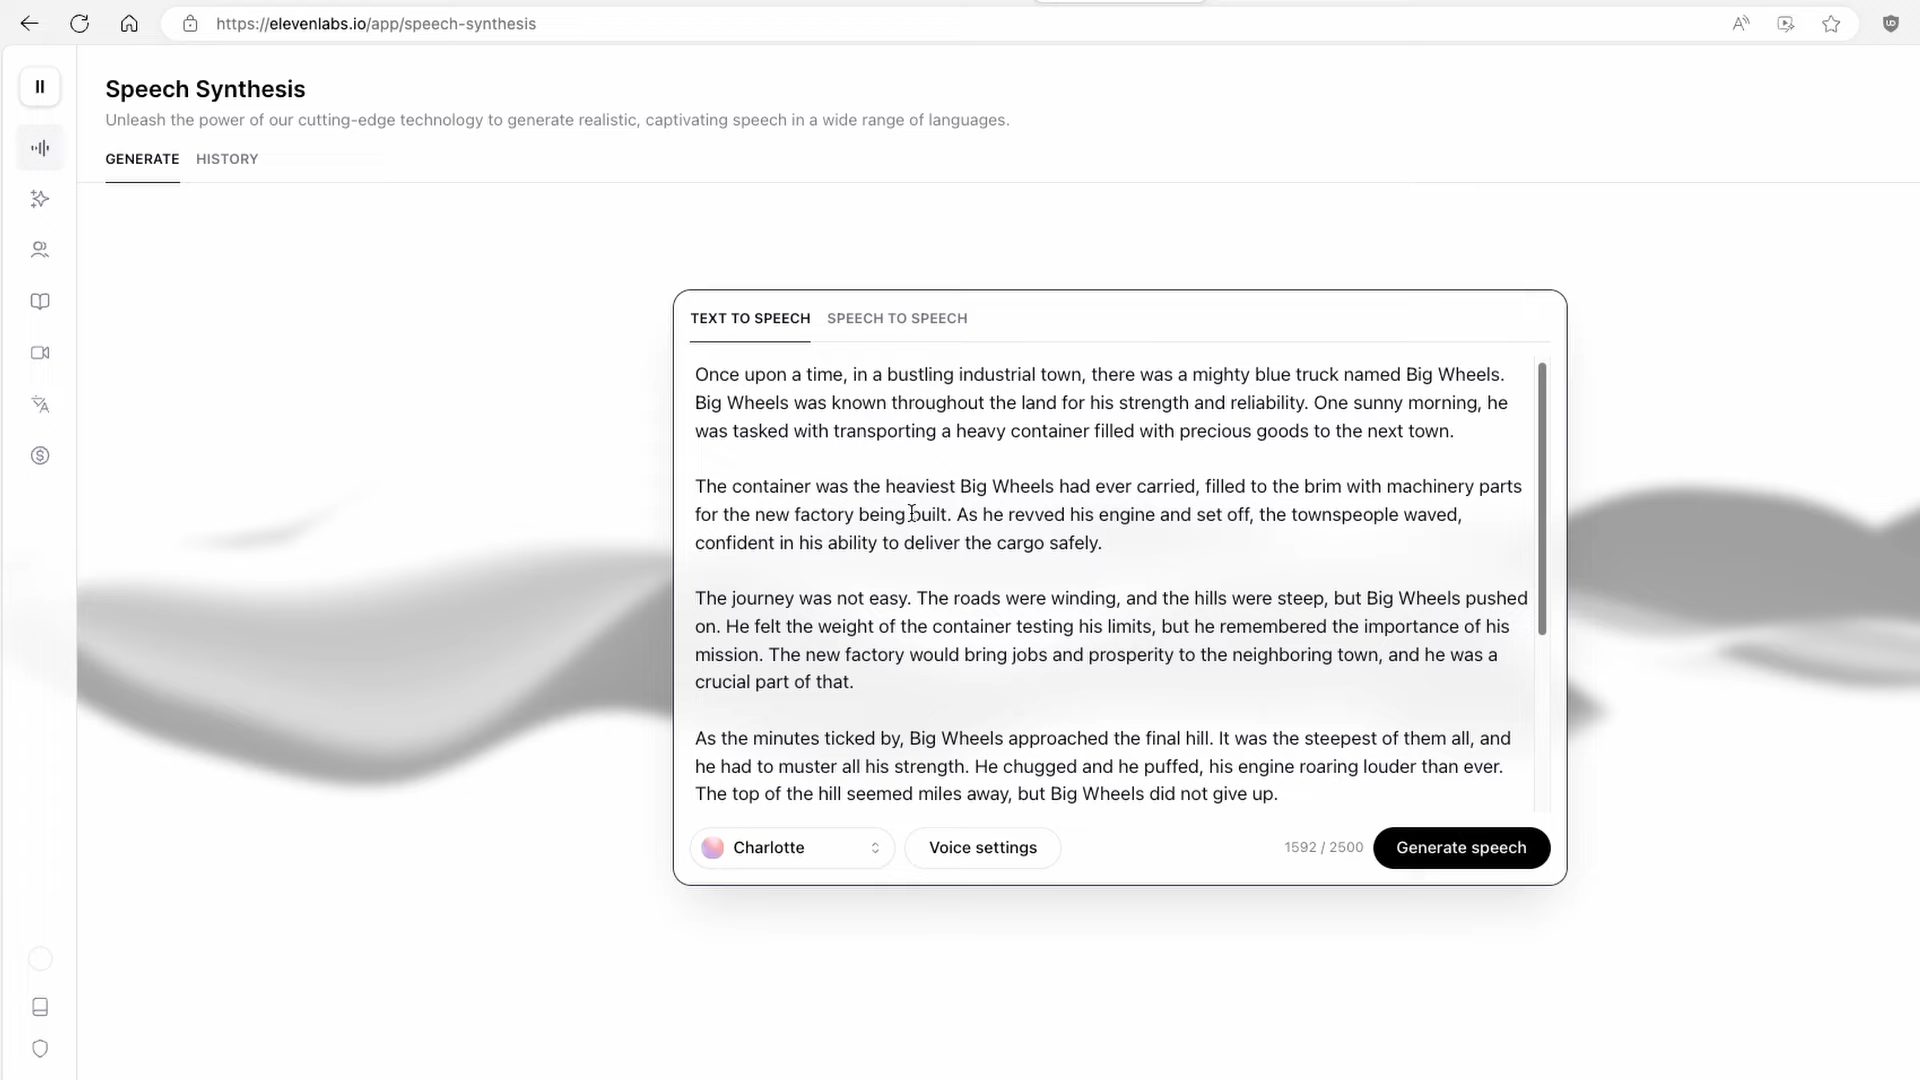 https://elevenlabs.io/app/speech-synthesis
Speech Synthesis
Unleash the power of our cutting-edge technology to generate realistic, captivating speech in a wide range of languages.
GENERATE HISTORY
TEXT TO SPEECH SPEECH TO SPEECH
Once upon a time, in a bustling industrial town, there was a mighty blue truck named Big Wheels.
Big Wheels was known throughout the land for his strength and reliability. One sunny morning, he
was tasked with transporting a heavy container filled with precious goods to the next town.
The container was the heaviest Big Wheels had ever carried, filled to the brim with machinery parts
for the new factory being built. As he revved his engine and set off, the townspeople waved,
confident in his ability to deliver the cargo safely.
The journey was not easy. The roads were winding, and the hills were steep, but Big Wheels pushed
on. He felt the weight of the container testing his limits, but he remembered the importance of his
mission. The new factory would bring jobs and prosperity to the neighboring town, and he was a
crucial part of that.
As the minutes ticked by, Big Wheels approached the final hill. It was the steepest of them all, and
he had to muster all his strength. He chugged and he puffed, his engine roaring louder than ever.
The top of the hill seemed miles away, but Big Wheels did not give up.
Charlotte Voice settings 1592 / 2500 Generate speech